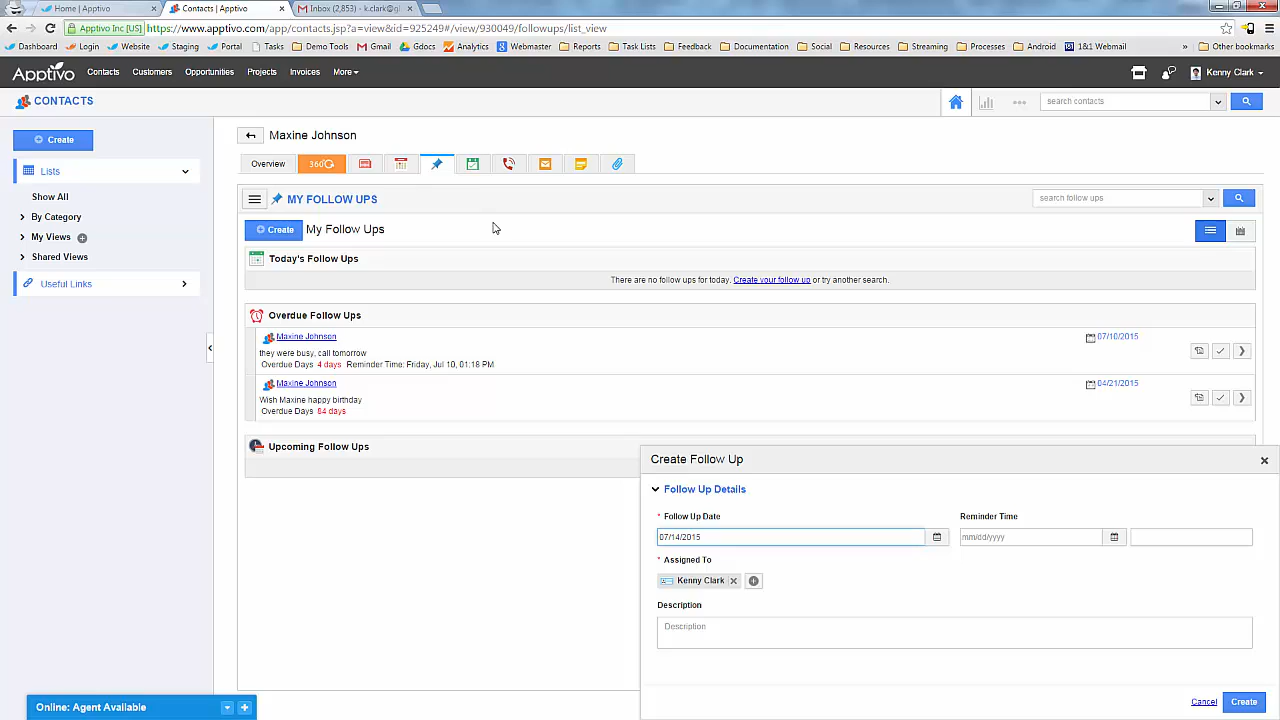 Home | Apptivo
Contacts | Apptivo
Inbox (2,853) - k.clark@gl
Apptivo Inc [US] https://www.apptivo.com/app/contacts.jsp?a=view&id=925249#/view/930049/followups/list_view
Dashboard Login Website Staging Portal Tasks Demo Tools Gmail Gdocs Analytics Webmaster Reports Task Lists Feedback Documentation Social Resources Streaming Processes Android 1&1 Webmail » Other bookmarks
Apptivo Contacts Customers Opportunities Projects Invoices More Kenny Clark
CONTACTS
search contacts
Create
Lists
Show All
By Category
My Views
Shared Views
Useful Links
Maxine Johnson
Overview 360
MY FOLLOW UPS
search follow ups
Create My Follow Ups
Today's Follow Ups
There are no follow ups for today. Create your follow up or try another search.
Overdue Follow Ups
Maxine Johnson 07/10/2015
they were busy, call tomorrow
Overdue Days 4 days Reminder Time: Friday, Jul 10, 01:18 PM
Maxine Johnson 04/21/2015
Wish Maxine happy birthday
Overdue Days 84 days
Upcoming Follow Ups
Create Follow Up
Follow Up Details
* Follow Up Date Reminder Time
07/14/2015 mm/dd/yyyy
* Assigned To
Kenny Clark
Description
Description
Cancel Create
Online: Agent Available